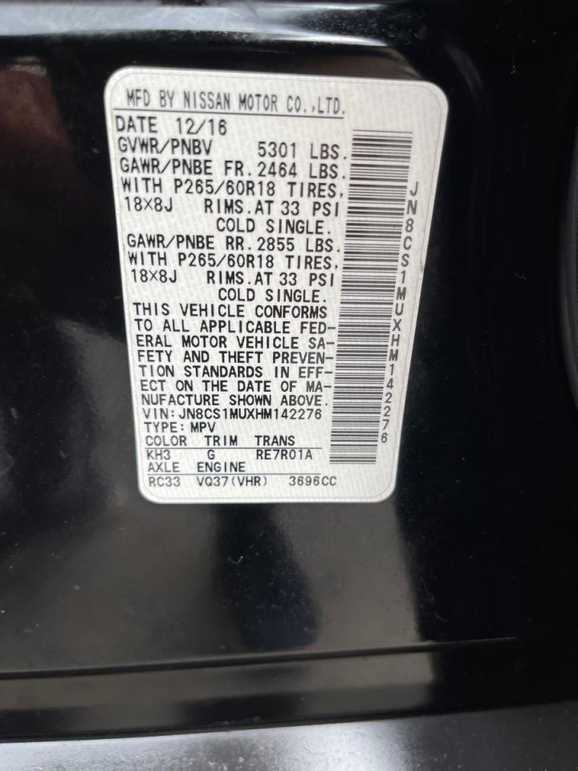 MFD BY NISSAN MOTOR CO.,LTD.
DATE 12/16
GVWR/PNBV 5301 LBS.
GAWR/PNBE FR. 2464 LBS.
WITH P265/60R18 TIRES,
18X8J RIMS.AT 33 PSI
COLD SINGLE.
GAWR/PNBE RR. 2855 LBS.
WITH P265/60R18 TIRES,
18X8J RIMS.AT 33 PSI
COLD SINGLE.
THIS VEHICLE CONFORMS
TO ALL APPLICABLE FED-
ERAL MOTOR VEHICLE SA-
FETY AND THEFT PREVEN-
TION STANDARDS IN EFF-
ECT ON THE DATE OF MA-
NUFACTURE SHOWN ABOVE.
VIN:JN8CS1MUXHM142276
TYPE:MPV
COLOR TRIM TRANS
KH3 G RE7R01A
AXLE ENGINE
RC33 VQ37(VHR) 3696CC
JN8CS1MUXHM142276